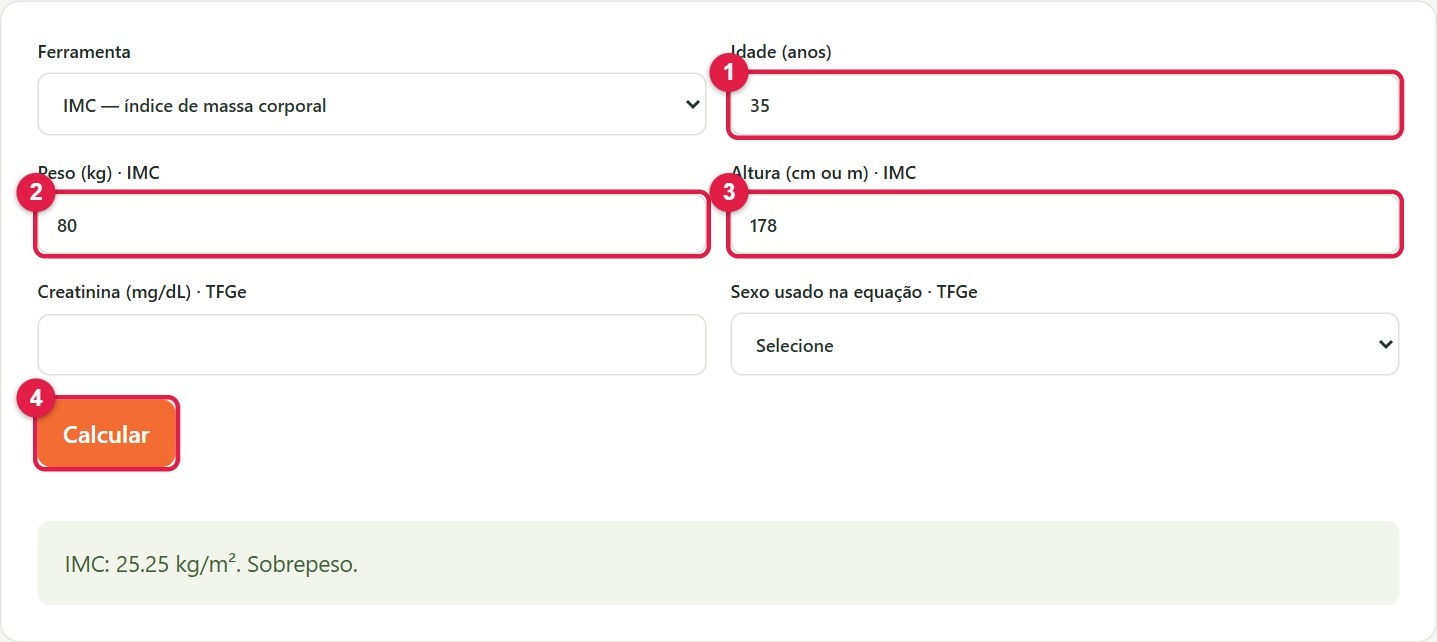 Ferramenta
IMC — índice de massa corporal
Idade (anos)
1
35
Peso (kg) · IMC
2
80
Altura (cm ou m) · IMC
3
178
Creatinina (mg/dL) · TFGe
Sexo usado na equação · TFGe
Selecione
4
Calcular
IMC: 25.25 kg/m². Sobrepeso.